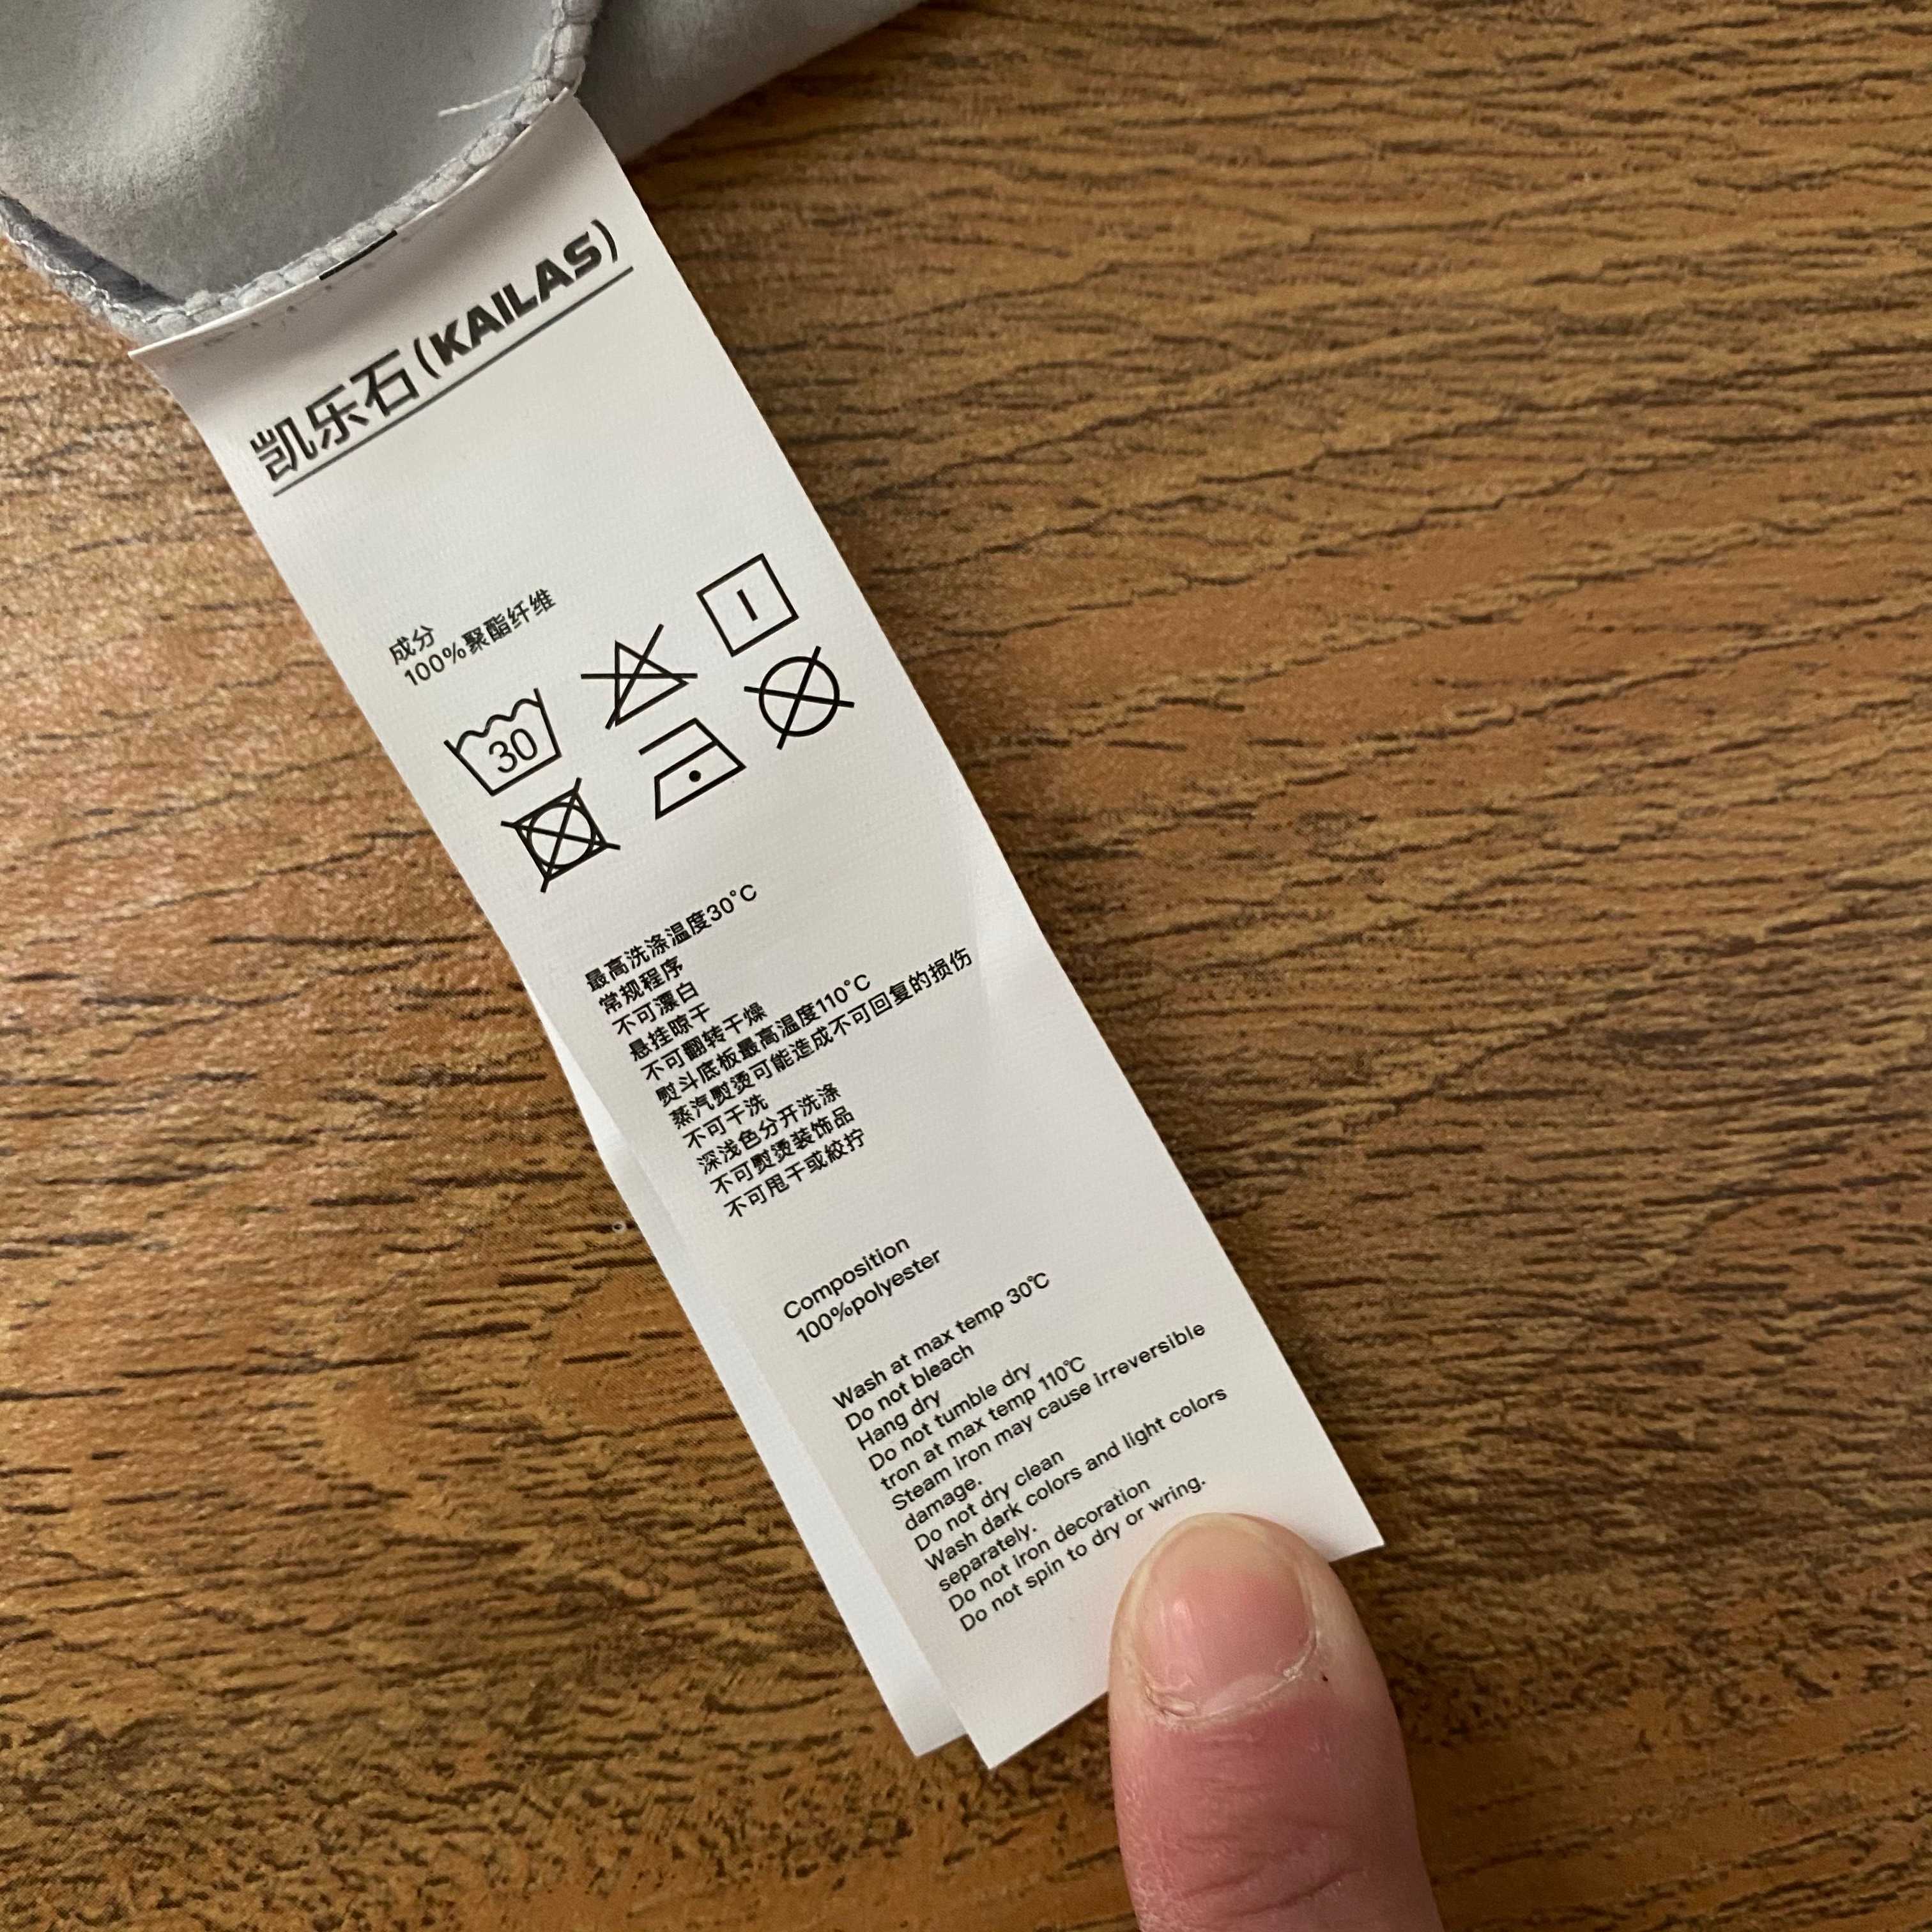 凯乐石(KAILAS)
成分
100%聚酯纤维
30
最高洗涤温度30°C
常规程序
不可漂白
悬挂晾干
不可翻转干燥
熨斗底板最高温度110°C
蒸汽熨烫可能造成不可回复的损伤
不可干洗
深浅色分开洗涤
不可熨烫装饰品
不可甩干或絞拧
Composition
100%polyester
Wash at max temp 30℃
Do not bleach
Hang dry
Do not tumble dry
tron at max temp 110℃
Steam iron may cause irreversible
damage.
Do not dry clean
Wash dark colors and light colors
separately.
Do not iron decoration
Do not spin to dry or wring.